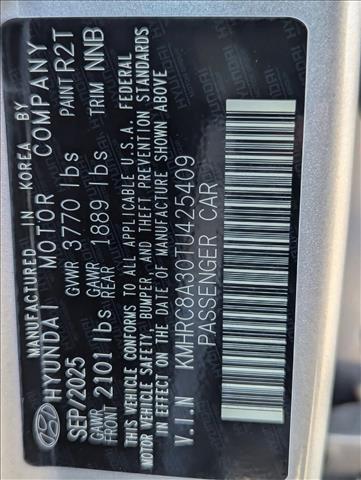 MANUFACTURED IN KOREA BY
HYUNDAI MOTOR COMPANY
SEP/2025 GVWR 3770 lbs PAINT R2T
GAWR FRONT 2101 lbs GAWR REAR 1889 lbs TRIM NNB
THIS VEHICLE CONFORMS TO ALL APPLICABLE U.S.A. FEDERAL
MOTOR VEHICLE SAFETY, BUMPER, AND THEFT PREVENTION STANDARDS
IN EFFECT ON THE DATE OF MANUFACTURE SHOWN ABOVE.
V.I.N KMHRC8A30TU425409
PASSENGER CAR